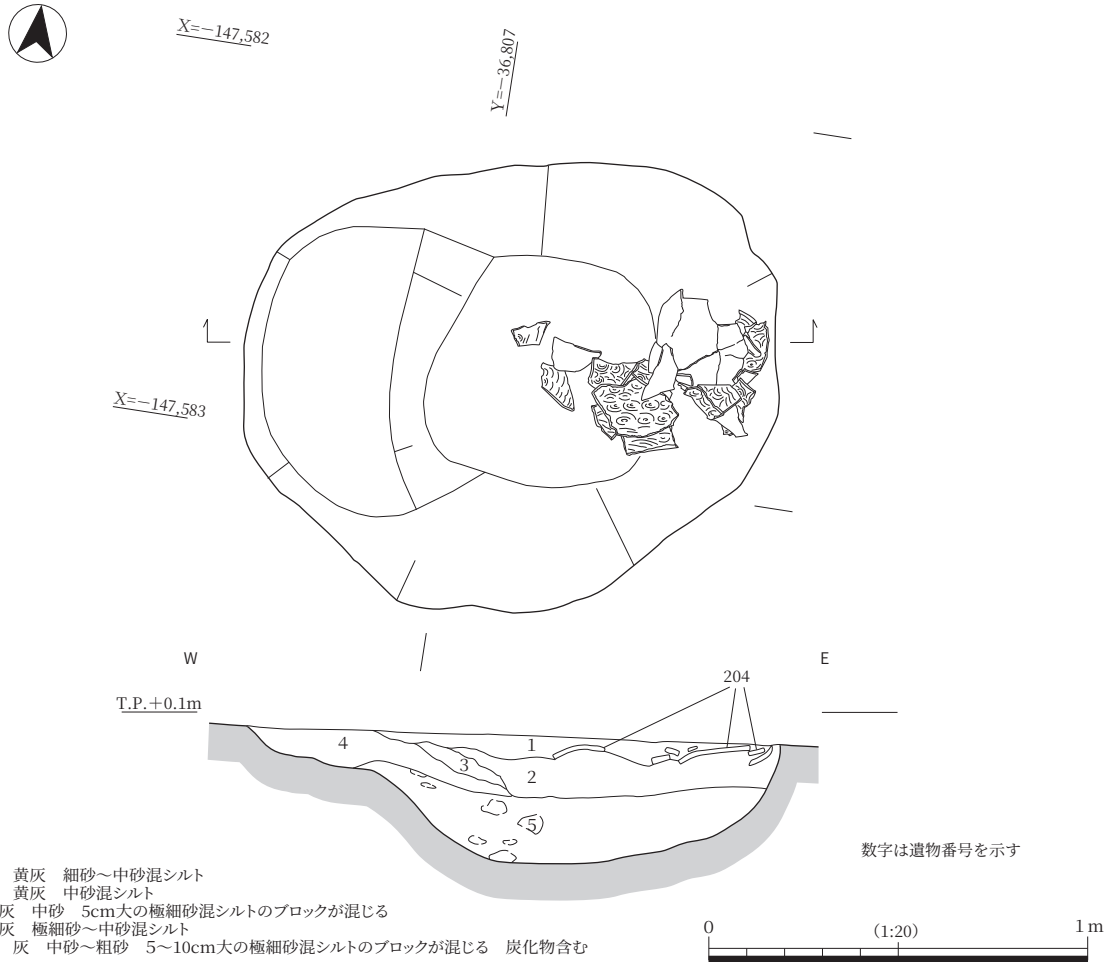 X=－147,582
Y=－36,807
X=－147,583
W
E
T.P.＋0.1m
204
1
2
3
4
5
数字は遺物番号を示す
黄灰　細砂～中砂混シルト
黄灰　中砂混シルト
灰　中砂　5cm大の極細砂混シルトのブロックが混じる
灰　極細砂～中砂混シルト
灰　中砂～粗砂　5～10cm大の極細砂混シルトのブロックが混じる　炭化物含む
0
（1:20）
1 m